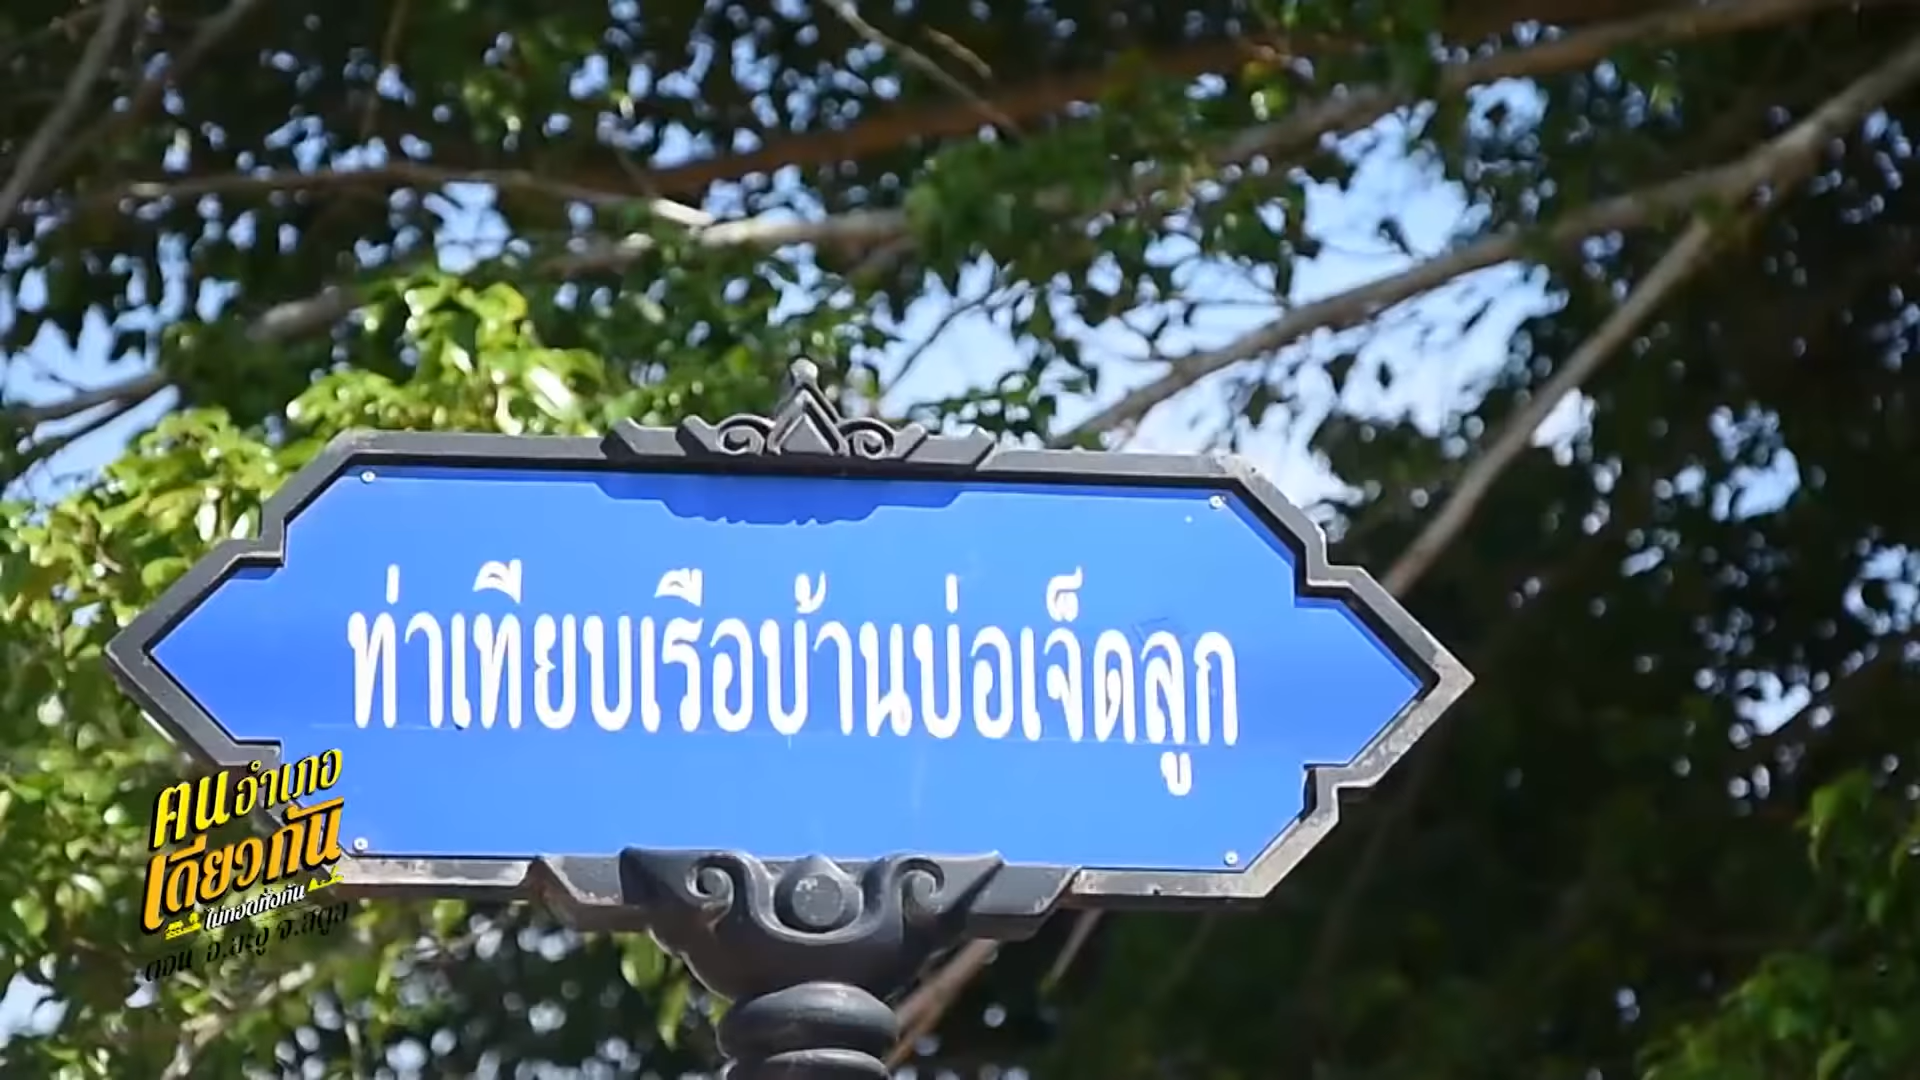 ท่าเทียบเรือบ้านบ่อเจ็ดลูก
ฅนอำเภอ
เดียวกัน
ไม่ทอดทิ้งกัน
ตอน อ.ละงู จ.สตูล